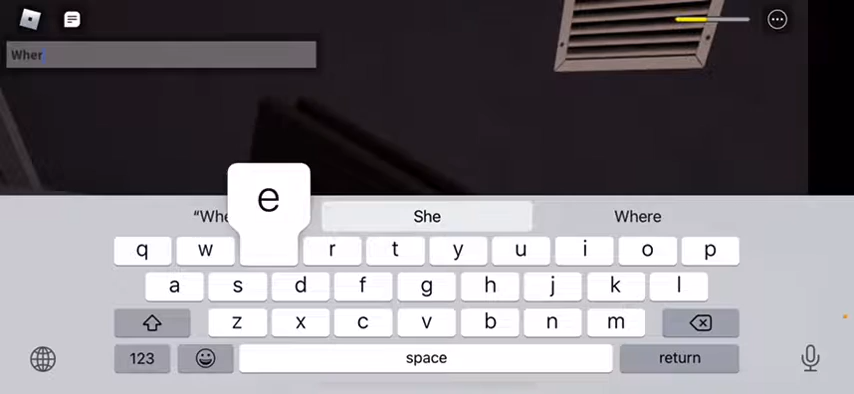 Wher
e
"Whe
She
Where
q w r t y u i o p
a s d f g h j k l
z x c v b n m
123 space return